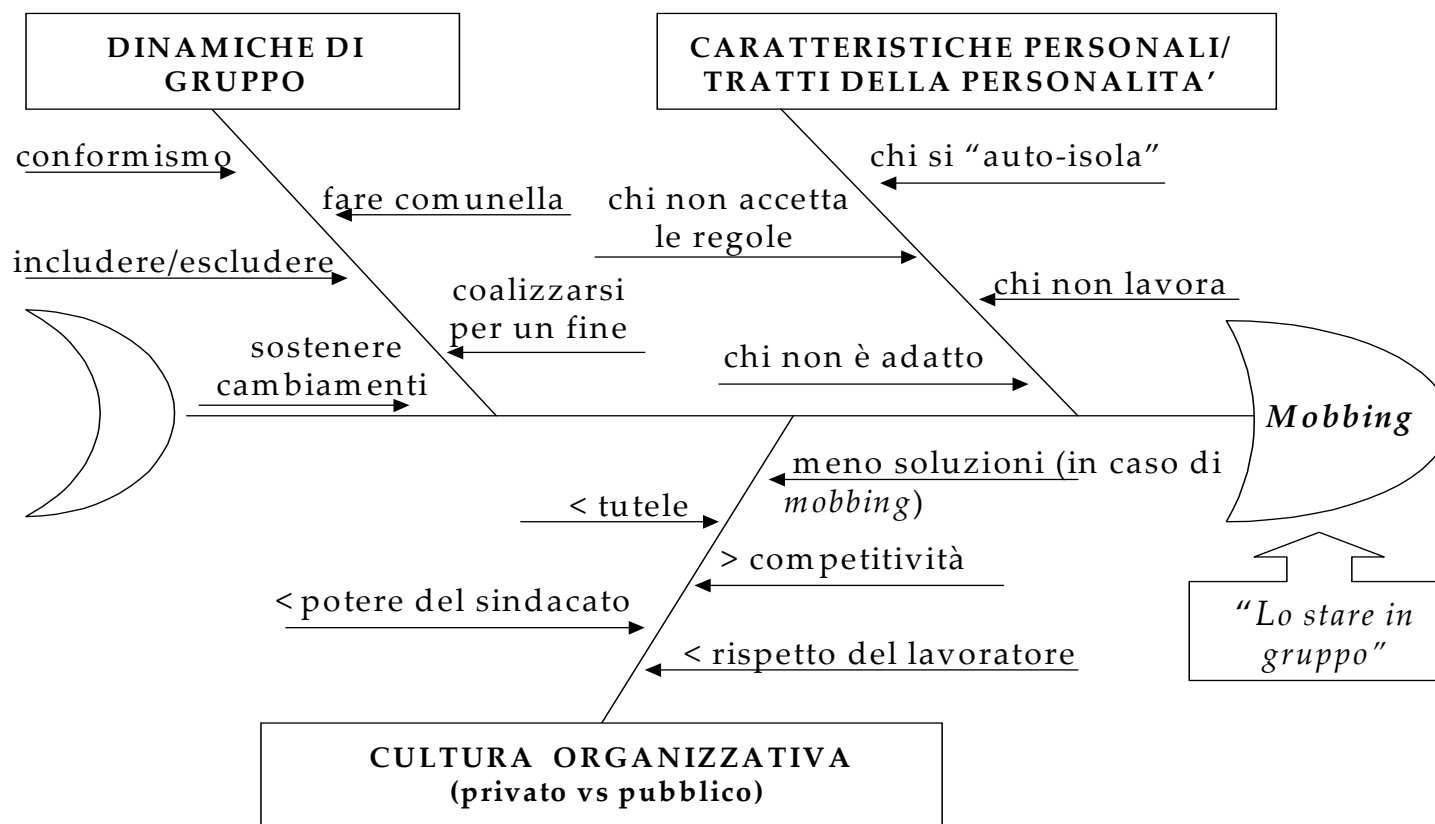 DINAMICHE DI
GRUPPO
CARATTERISTICHE PERSONALI/
TRATTI DELLA PERSONALITA’
conformismo
fare comunella
includere/escludere
coalizzarsi
per un fine
sostenere
cambiamenti
chi si “auto-isola”
chi non accetta
le regole
chi non lavora
chi non è adatto
Mobbing
meno soluzioni (in caso di
mobbing)
< tutele
> competitività
< potere del sindacato
< rispetto del lavoratore
“Lo stare in
gruppo”
CULTURA ORGANIZZATIVA
(privato vs pubblico)